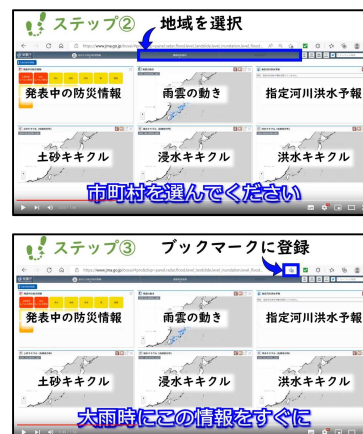 ステップ② 地域を選択
発表中の防災情報 雨雲の動き 指定河川洪水予報
土砂キキクル 浸水キキクル 洪水キキクル
市町村を選んでください
ステップ③ ブックマークに登録
発表中の防災情報 雨雲の動き 指定河川洪水予報
土砂キキクル 浸水キキクル 洪水キキクル
大雨時にこの情報をすぐに